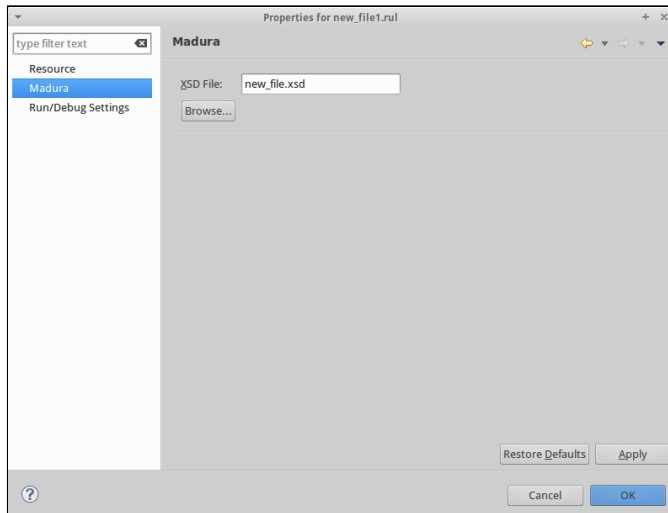 Properties for new_file1.rul
type filter text
Resource
Madura
Run/Debug Settings
Madura
XSD File: new_file.xsd
Browse...
Restore Defaults Apply
? Cancel OK